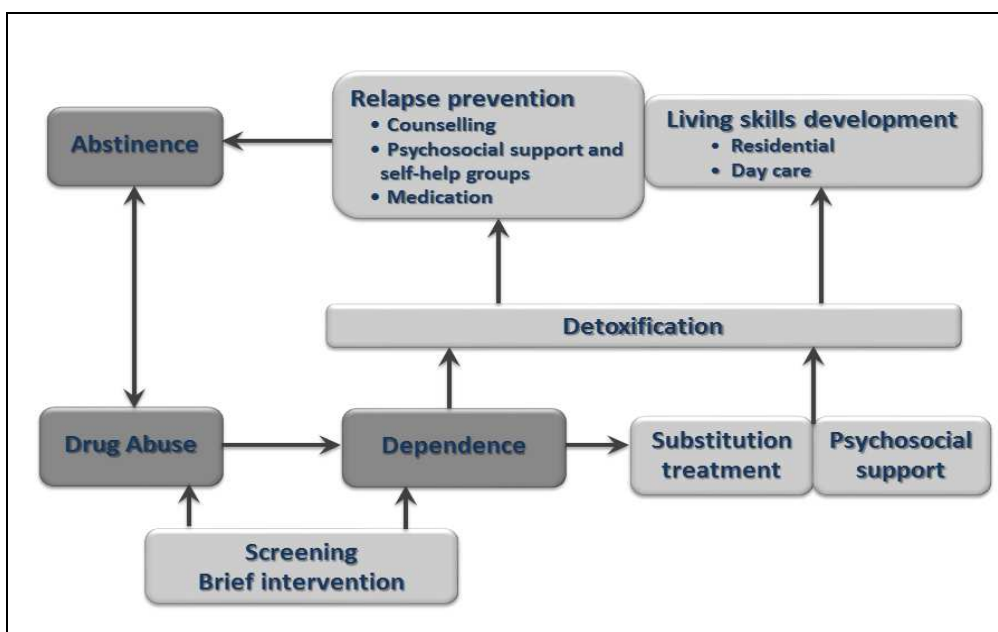 Relapse prevention
• Counselling
• Psychosocial support and
self-help groups
• Medication
Living skills development
• Residential
• Day care
Abstinence
Detoxification
Drug Abuse
Dependence
Substitution
treatment
Psychosocial
support
Screening
Brief intervention